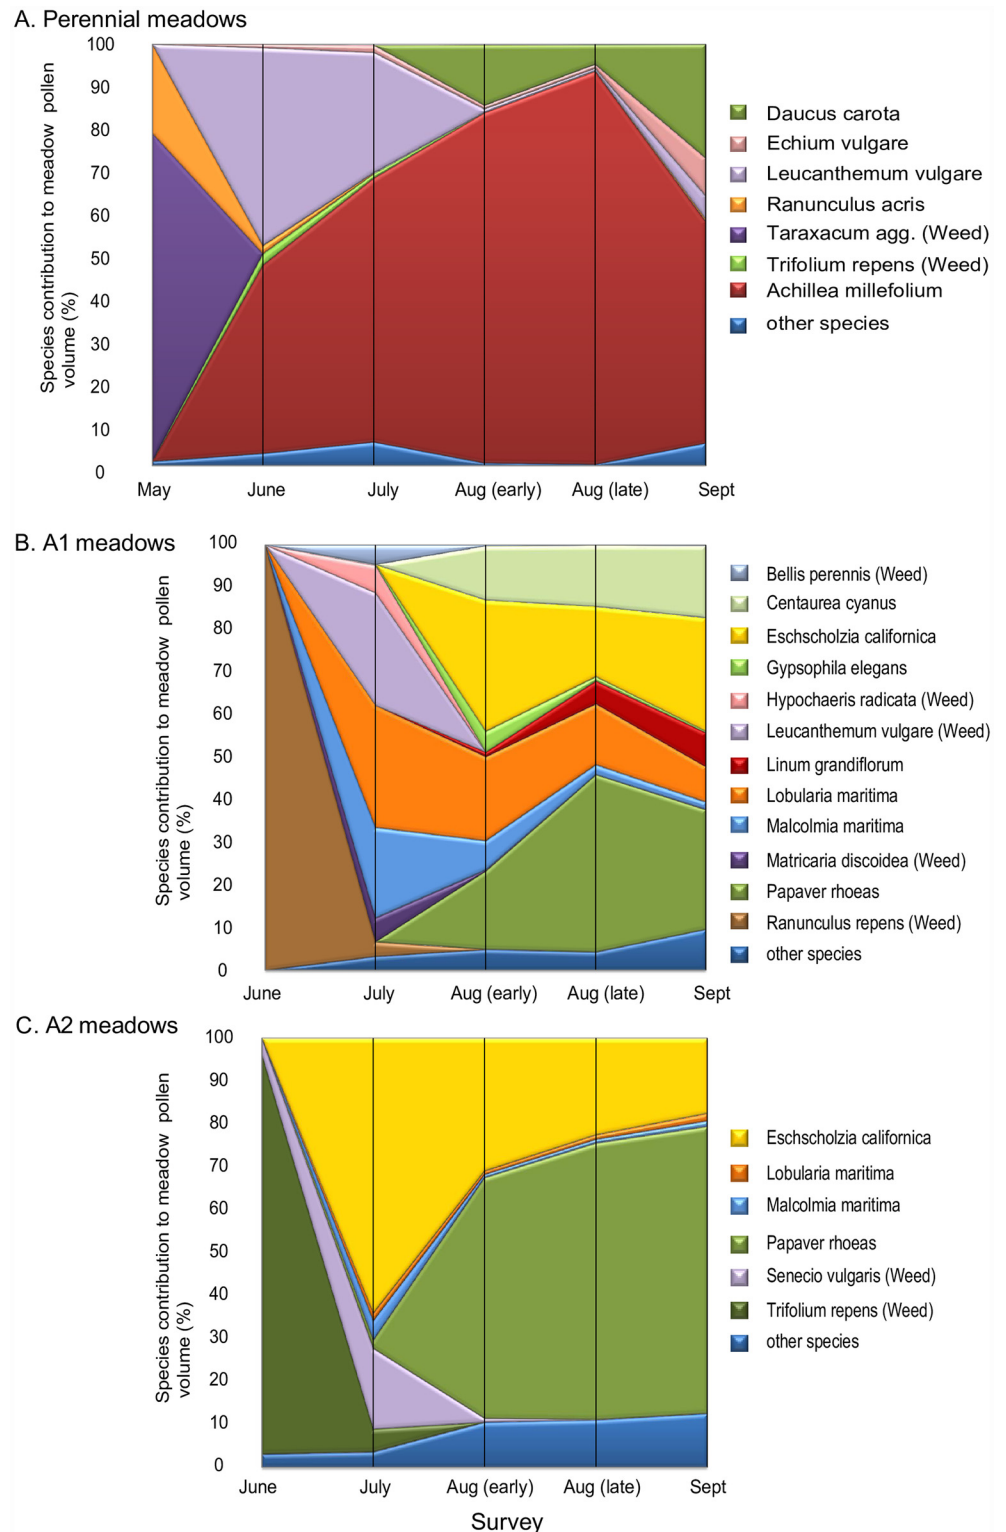 A. Perennial meadows
Species contribution to meadow pollen
volume (%)
100
90
80
70
60
50
40
30
20
10
0
May June July Aug (early) Aug (late) Sept
Daucus carota
Echium vulgare
Leucanthemum vulgare
Ranunculus acris
Taraxacum agg. (Weed)
Trifolium repens (Weed)
Achillea millefolium
other species
B. A1 meadows
Species contribution to meadow pollen
volume (%)
100
90
80
70
60
50
40
30
20
10
0
June July Aug (early) Aug (late) Sept
Bellis perennis (Weed)
Centaurea cyanus
Eschscholzia californica
Gypsophila elegans
Hypochaeris radicata (Weed)
Leucanthemum vulgare (Weed)
Linum grandiflorum
Lobularia maritima
Malcolmia maritima
Matricaria discoidea (Weed)
Papaver rhoeas
Ranunculus repens (Weed)
other species
C. A2 meadows
Species contribution to meadow pollen
volume (%)
100
90
80
70
60
50
40
30
20
10
0
June July Aug (early) Aug (late) Sept
Eschscholzia californica
Lobularia maritima
Malcolmia maritima
Papaver rhoeas
Senecio vulgaris (Weed)
Trifolium repens (Weed)
other species
Survey